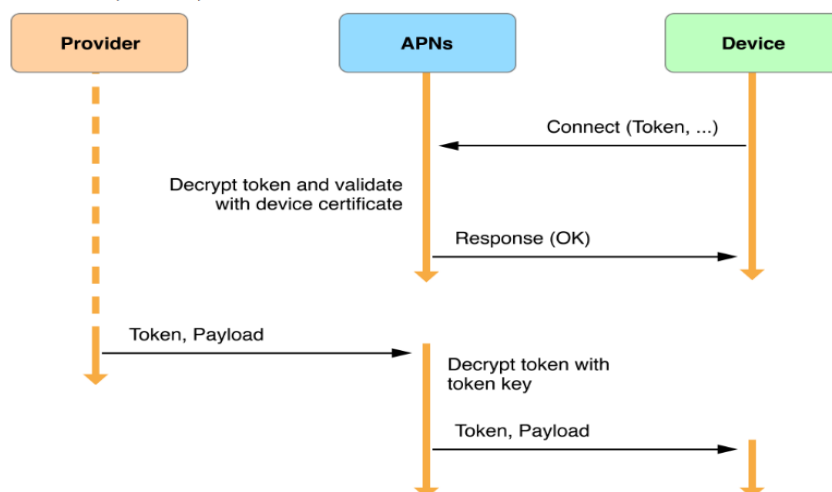 Provider
APNs
Device
Connect (Token, ...)
Decrypt token and validate
with device certificate
Response (OK)
Token, Payload
Decrypt token with
token key
Token, Payload